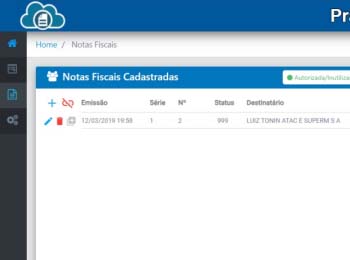 Pr
Home / Notas Fiscais
Notas Fiscais Cadastradas
Autorizada/Inutiliza
Emissão Série Nº Status Destinatário
12/03/2019 19:58 1 2 999 LUIZ TONIN ATAC E SUPERM S A